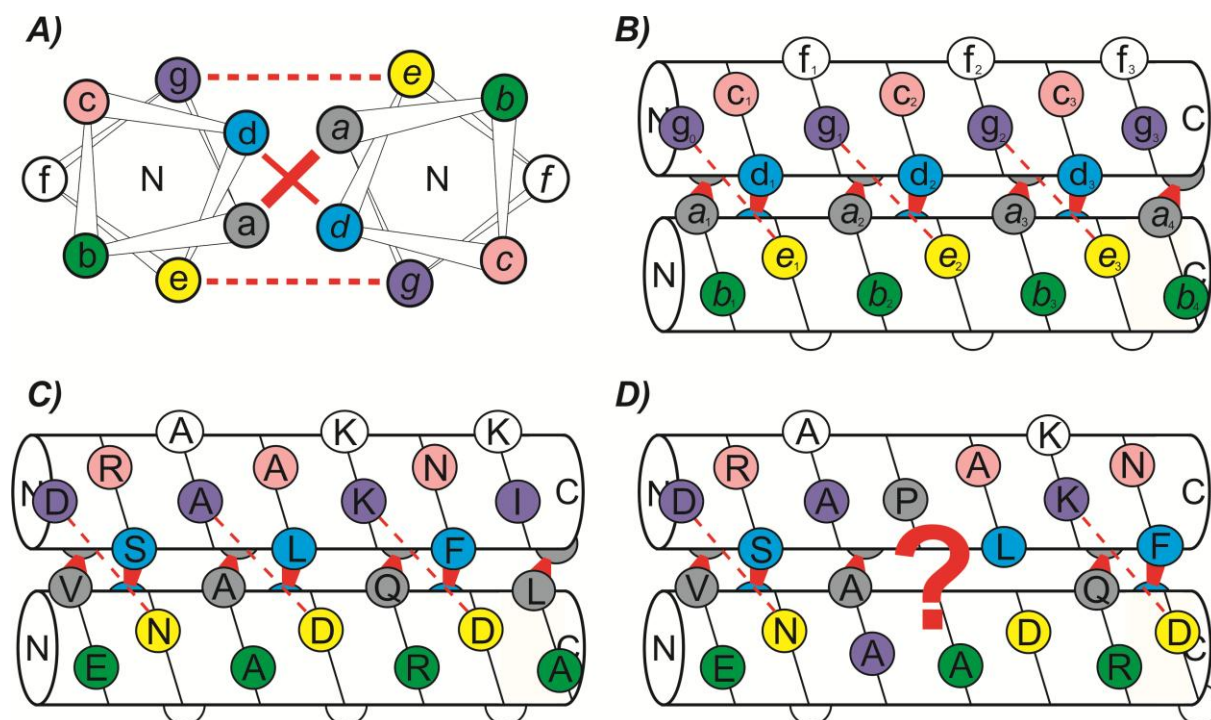 A)
g e
c b
d a
f N N f
a d
b c
e g
B)
f₁ f₂ f₃
c₁ c₂ c₃
N g₀ g₁ g₂ g₃ C
d₁ d₂ d₃
a₁ a₂ a₃ a₄
N e₁ e₂ e₃ C
b₁ b₂ b₃ b₄
C)
A K K
R A N
N D A K I C
S L F
V A Q L
N N D D C
E A R A
D)
A K
R A N
N D A P K C
S L F
V A ? Q
N N D D C
E A A R